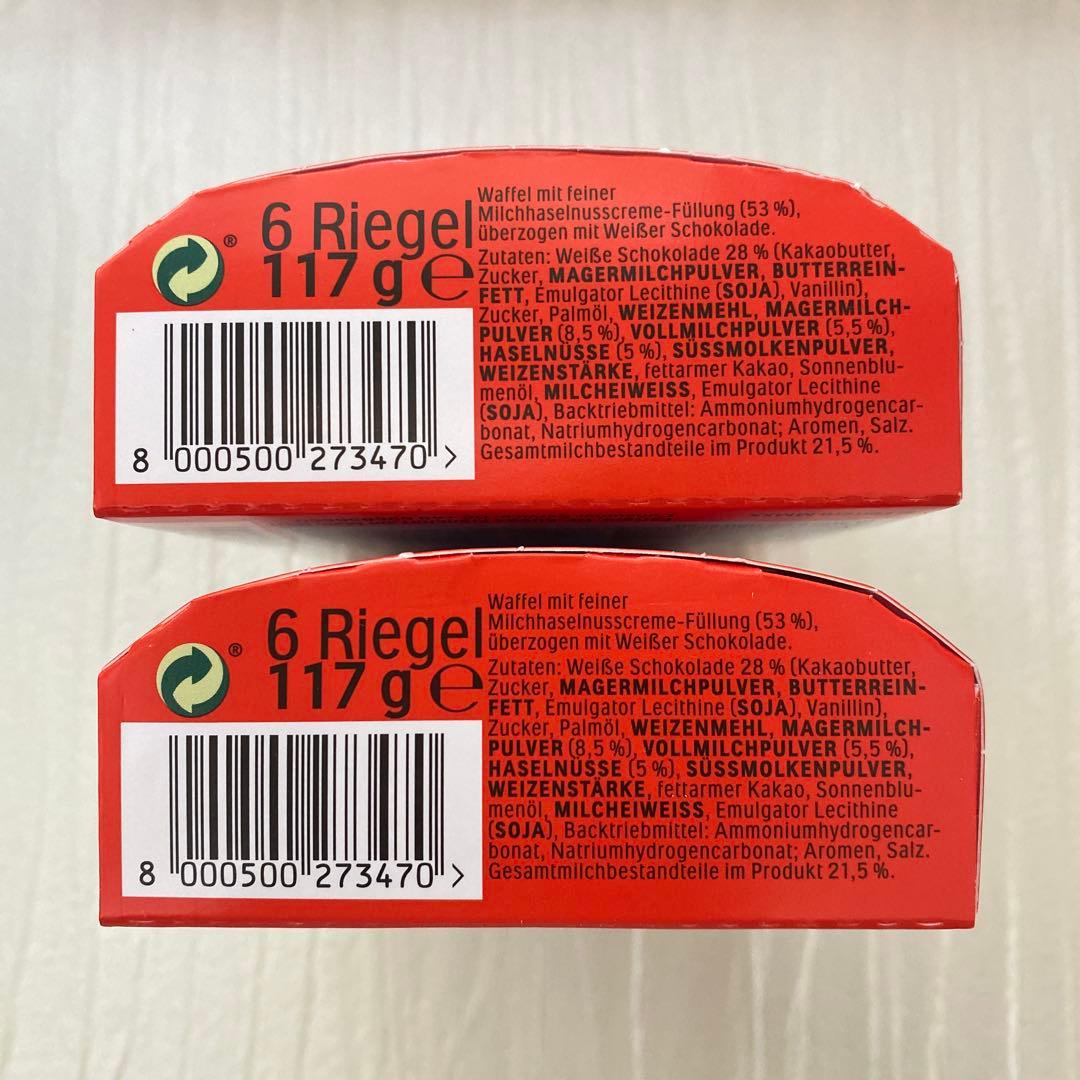 ®
6 Riegel
117 g ℮
8 000500 273470 >
Waffel mit feiner
Milchhaselnusscreme-Füllung (53 %),
überzogen mit Weißer Schokolade.
Zutaten: Weiße Schokolade 28 % (Kakaobutter,
Zucker, MAGERMILCHPULVER, BUTTERREIN-
FETT, Emulgator Lecithine (SOJA), Vanillin),
Zucker, Palmöl, WEIZENMEHL, MAGERMILCH-
PULVER (8,5 %), VOLLMILCHPULVER (5,5 %),
HASELNÜSSE (5 %), SÜSSMOLKENPULVER,
WEIZENSTÄRKE, fettarmer Kakao, Sonnenblu-
menöl, MILCHEIWEISS, Emulgator Lecithine
(SOJA), Backtriebmittel: Ammoniumhydrogencar-
bonat, Natriumhydrogencarbonat; Aromen, Salz.
Gesamtmilchbestandteile im Produkt 21,5 %.
®
6 Riegel
117 g ℮
8 000500 273470 >
Waffel mit feiner
Milchhaselnusscreme-Füllung (53 %),
überzogen mit Weißer Schokolade.
Zutaten: Weiße Schokolade 28 % (Kakaobutter,
Zucker, MAGERMILCHPULVER, BUTTERREIN-
FETT, Emulgator Lecithine (SOJA), Vanillin),
Zucker, Palmöl, WEIZENMEHL, MAGERMILCH-
PULVER (8,5 %), VOLLMILCHPULVER (5,5 %),
HASELNÜSSE (5 %), SÜSSMOLKENPULVER,
WEIZENSTÄRKE, fettarmer Kakao, Sonnenblu-
menöl, MILCHEIWEISS, Emulgator Lecithine
(SOJA), Backtriebmittel: Ammoniumhydrogencar-
bonat, Natriumhydrogencarbonat; Aromen, Salz.
Gesamtmilchbestandteile im Produkt 21,5 %.